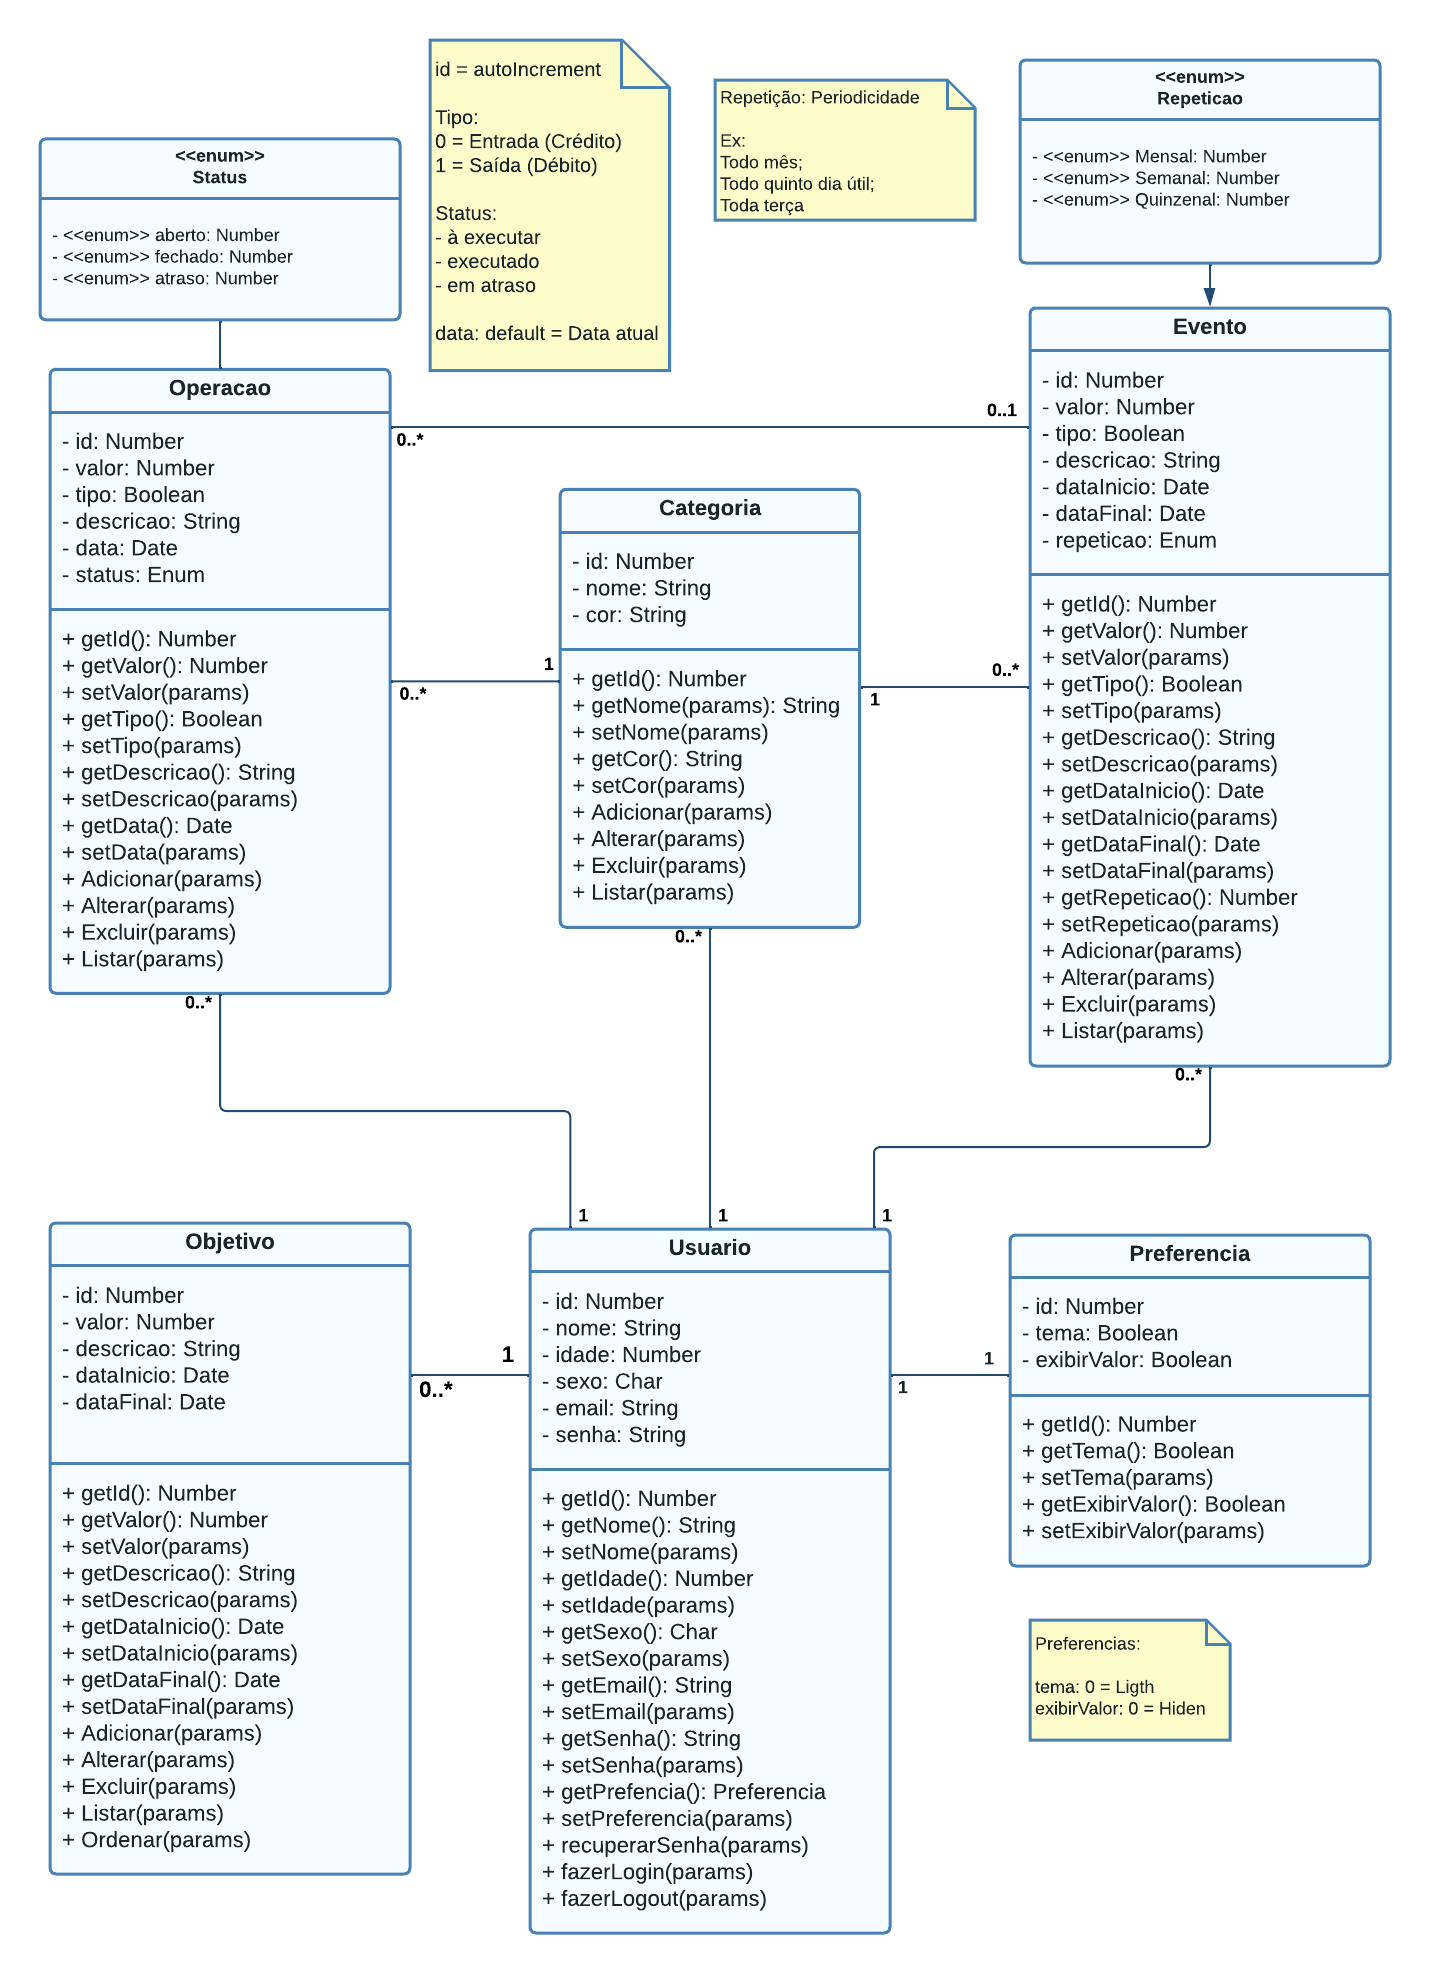 id = autoIncrement
Tipo:
0 = Entrada (Crédito)
1 = Saída (Débito)
Status:
- à executar
- executado
- em atraso
data: default = Data atual
Repetição: Periodicidade
Ex:
Todo mês;
Todo quinto dia útil;
Toda terça
<<enum>>
Repeticao
- <<enum>> Mensal: Number
- <<enum>> Semanal: Number
- <<enum>> Quinzenal: Number
<<enum>>
Status
- <<enum>> aberto: Number
- <<enum>> fechado: Number
- <<enum>> atraso: Number
Operacao
- id: Number
- valor: Number
- tipo: Boolean
- descricao: String
- data: Date
- status: Enum
+ getId(): Number
+ getValor(): Number
+ setValor(params)
+ getTipo(): Boolean
+ setTipo(params)
+ getDescricao(): String
+ setDescricao(params)
+ getData(): Date
+ setData(params)
+ Adicionar(params)
+ Alterar(params)
+ Excluir(params)
+ Listar(params)
0..*
0..1
0..*
1
Categoria
- id: Number
- nome: String
- cor: String
+ getId(): Number
+ getNome(params): String
+ setNome(params)
+ getCor(): String
+ setCor(params)
+ Adicionar(params)
+ Alterar(params)
+ Excluir(params)
+ Listar(params)
1
0..*
Evento
- id: Number
- valor: Number
- tipo: Boolean
- descricao: String
- dataInicio: Date
- dataFinal: Date
- repeticao: Enum
+ getId(): Number
+ getValor(): Number
+ setValor(params)
+ getTipo(): Boolean
+ setTipo(params)
+ getDescricao(): String
+ setDescricao(params)
+ getDataInicio(): Date
+ setDataInicio(params)
+ getDataFinal(): Date
+ setDataFinal(params)
+ getRepeticao(): Number
+ setRepeticao(params)
+ Adicionar(params)
+ Alterar(params)
+ Excluir(params)
+ Listar(params)
0..*
0..*
0..*
1
1
1
Objetivo
- id: Number
- valor: Number
- descricao: String
- dataInicio: Date
- dataFinal: Date
+ getId(): Number
+ getValor(): Number
+ setValor(params)
+ getDescricao(): String
+ setDescricao(params)
+ getDataInicio(): Date
+ setDataInicio(params)
+ getDataFinal(): Date
+ setDataFinal(params)
+ Adicionar(params)
+ Alterar(params)
+ Excluir(params)
+ Listar(params)
+ Ordenar(params)
1
0..*
Usuario
- id: Number
- nome: String
- idade: Number
- sexo: Char
- email: String
- senha: String
+ getId(): Number
+ getNome(): String
+ setNome(params)
+ getIdade(): Number
+ setIdade(params)
+ getSexo(): Char
+ setSexo(params)
+ getEmail(): String
+ setEmail(params)
+ getSenha(): String
+ setSenha(params)
+ getPrefencia(): Preferencia
+ setPreferencia(params)
+ recuperarSenha(params)
+ fazerLogin(params)
+ fazerLogout(params)
1
1
Preferencia
- id: Number
- tema: Boolean
- exibirValor: Boolean
+ getId(): Number
+ getTema(): Boolean
+ setTema(params)
+ getExibirValor(): Boolean
+ setExibirValor(params)
Preferencias:
tema: 0 = Ligth
exibirValor: 0 = Hiden